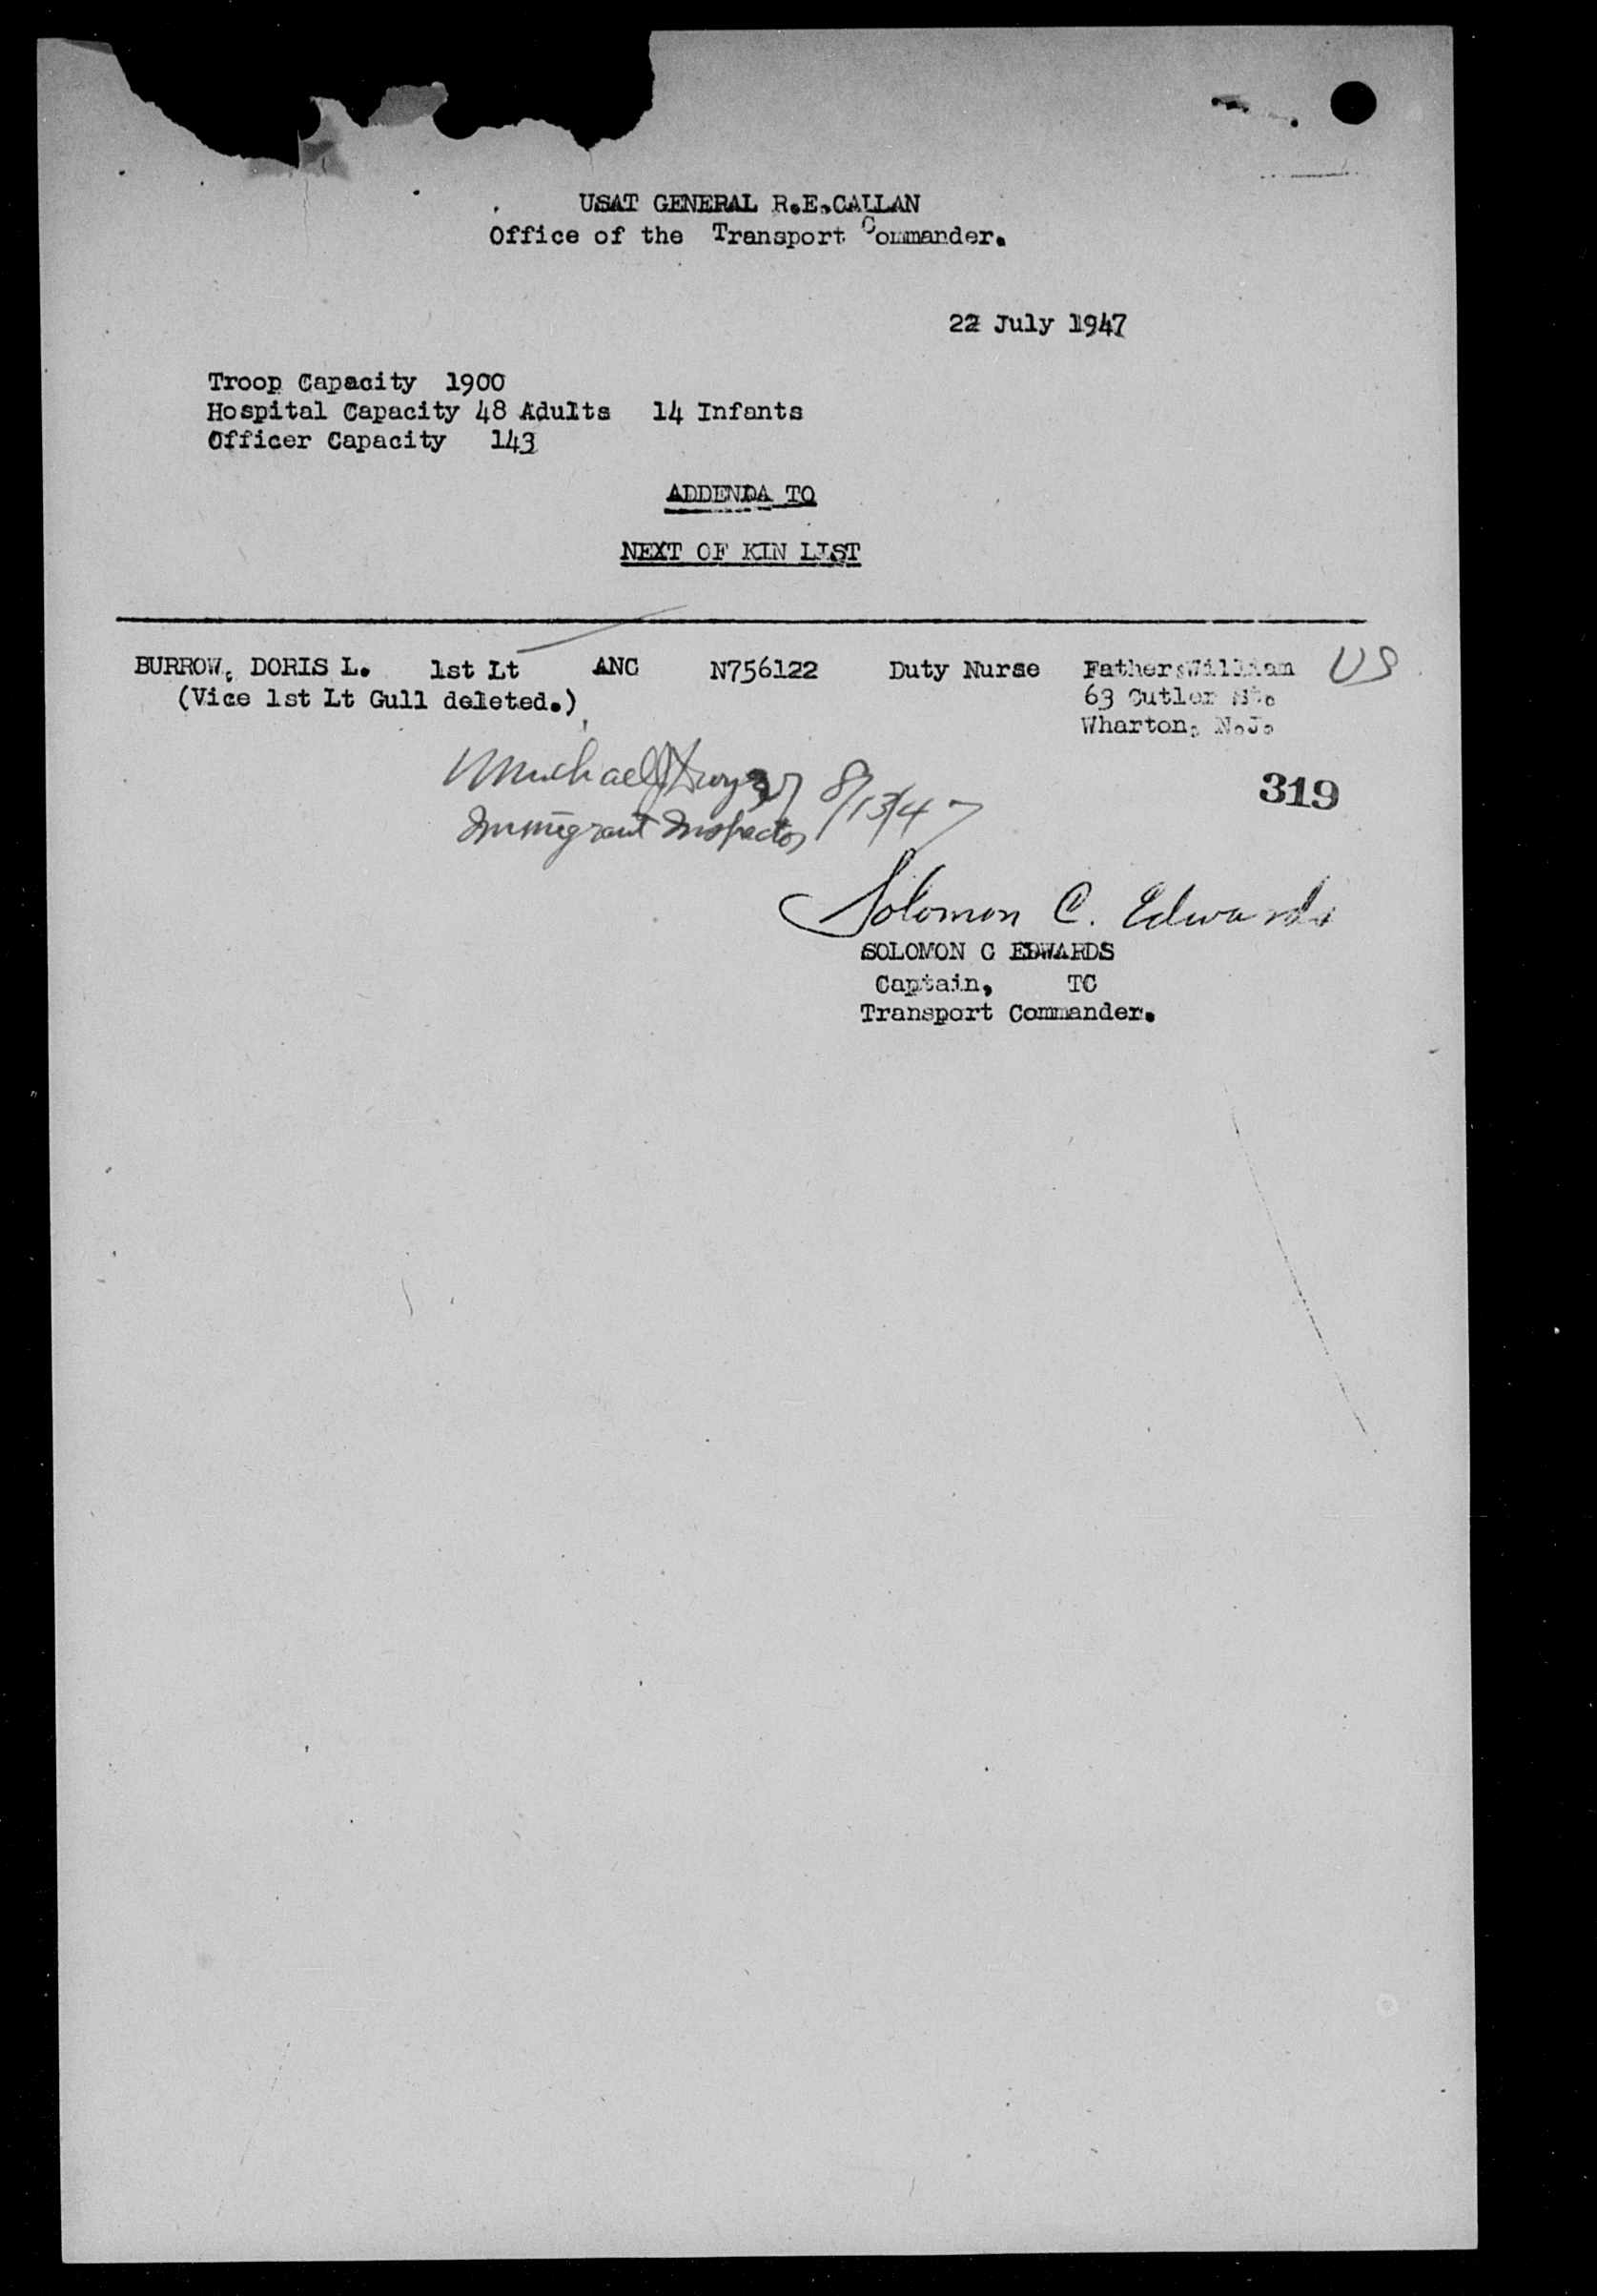 USAT GENERAL R.E.CALLAN
Office of the Transport Commander.
22 July 1947
Troop Capacity 1900
Hospital Capacity 48 Adults 14 Infants
Officer Capacity 143
ADDENDA TO
NEXT OF KIN LIST
BURROW, DORIS L. 1st Lt ANC N756122 Duty Nurse Father:William US
(Vice 1st Lt Gull deleted.) 63 Cutler St.
Wharton, N.J.
Michael 8/13/47
319
Immigrant Inspector
Solomon C. Edwards
SOLOMON C EDWARDS
Captain, TC
Transport Commander.